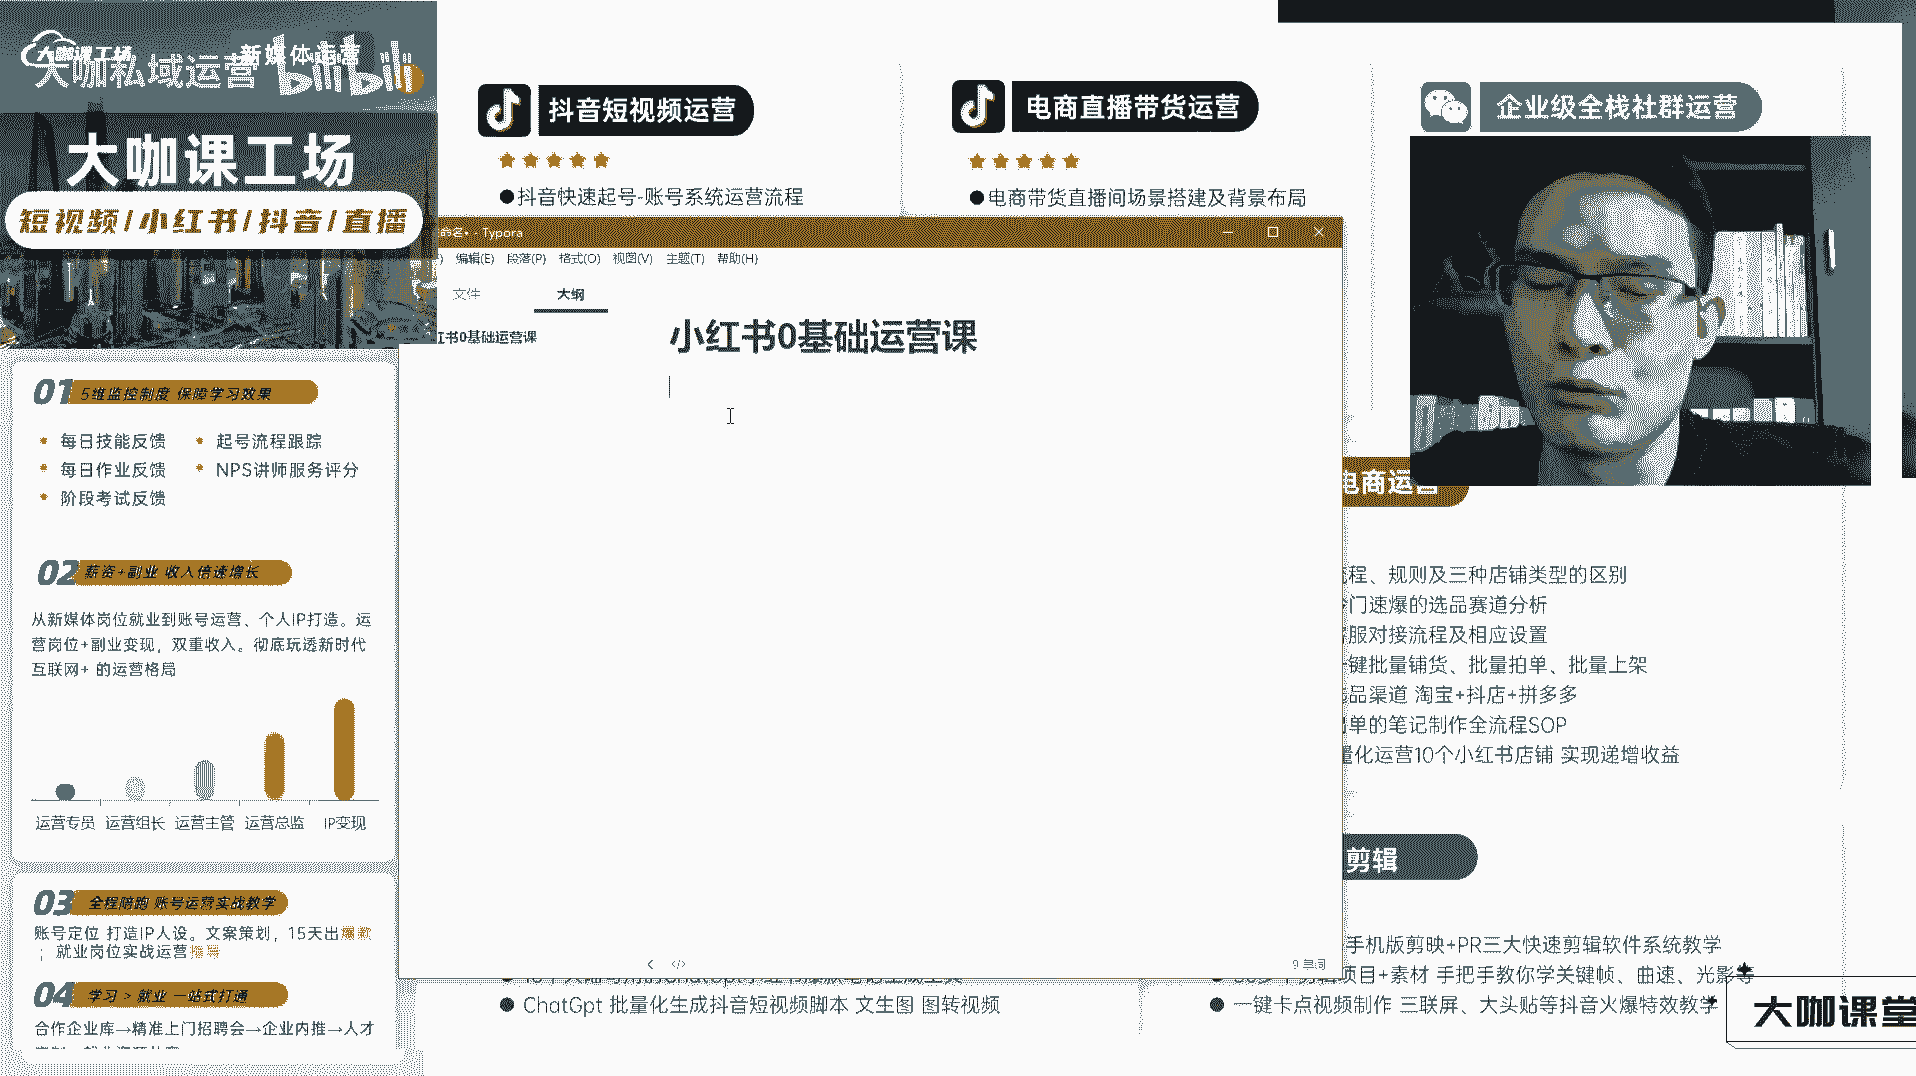 大咖课工场
新媒体运营
大咖私域运营
bilibili
大咖课工场
短视频/小红书/抖音/直播
01 5维监控制度 保障学习效果
每日技能反馈
起号流程跟踪
每日作业反馈
NPS讲师服务评分
阶段考试反馈
02 薪资+副业 收入倍速增长
从新媒体岗位就业到账号运营、个人IP打造。运
营岗位+副业变现，双重收入。彻底玩透新时代
互联网+ 的运营格局
运营专员 运营组长 运营主管 运营总监 IP变现
03 全程陪跑 账号运营实战教学
账号定位 打造IP人设。文案策划，15天出爆款
；就业岗位实战运营指导
04 学习 > 就业 一站式打通
合作企业库→精准上门招聘会→企业内推→人才
抖音短视频运营
●抖音快速起号-账号系统运营流程
电商直播带货运营
●电商带货直播间场景搭建及背景布局
企业级全栈社群运营
命名• - Typora
) 编辑(E) 段落(P) 格式(O) 视图(V) 主题(T) 帮助(H)
文件 大纲
红书0基础运营课
小红书0基础运营课
</>
9 单词
电商运营
流程、规则及三种店铺类型的区别
门速爆的选品赛道分析
客服对接流程及相应设置
一键批量铺货、批量拍单、批量上架
选品渠道 淘宝+抖店+拼多多
出单的笔记制作全流程SOP
量化运营10个小红书店铺 实现递增收益
剪辑
手机版剪映+PR三大快速剪辑软件系统教学
项目+素材 手把手教你学关键帧、曲速、光影等
● 一键卡点视频制作 三联屏、大头贴等抖音火爆特效教学
● ChatGpt 批量化生成抖音短视频脚本 文生图 图转视频
大咖课堂